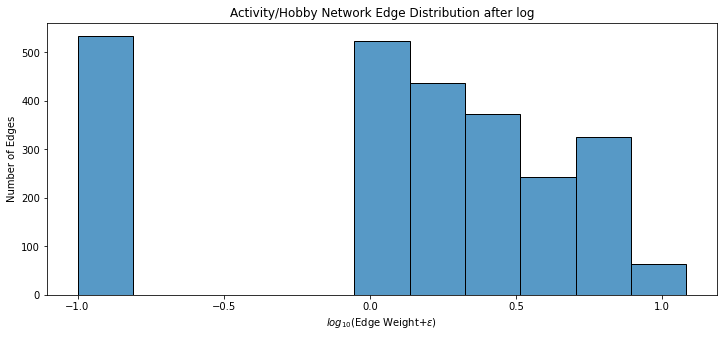 Activity/Hobby Network Edge Distribution after log
Number of Edges
500
400
300
200
100
0
−1.0 −0.5 0.0 0.5 1.0
log₁₀(Edge Weight+ε)